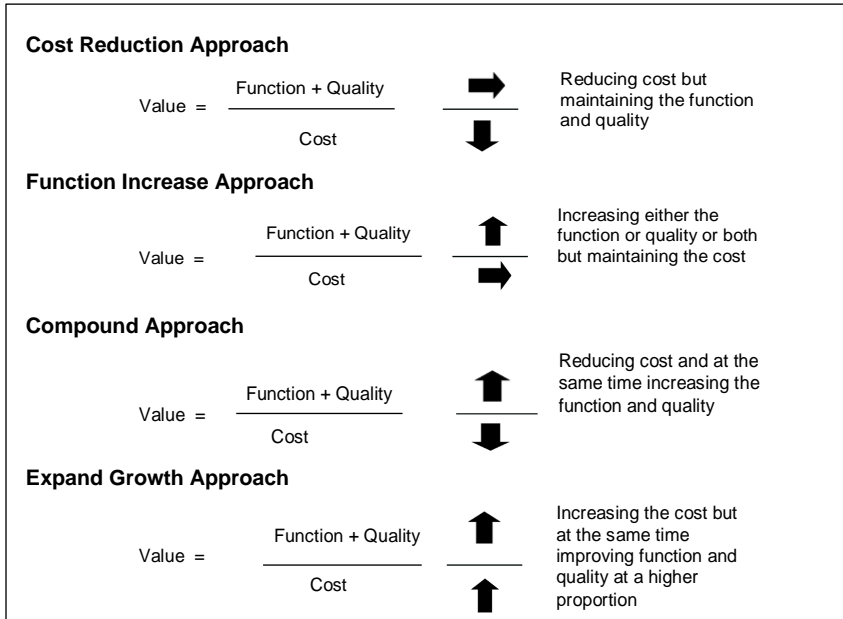 Cost Reduction Approach
Value = Function + Quality
Cost
Reducing cost but
maintaining the function
and quality
Function Increase Approach
Value = Function + Quality
Cost
Increasing either the
function or quality or both
but maintaining the cost
Compound Approach
Value = Function + Quality
Cost
Reducing cost and at the
same time increasing the
function and quality
Expand Growth Approach
Value = Function + Quality
Cost
Increasing the cost but
at the same time
improving function and
quality at a higher
proportion